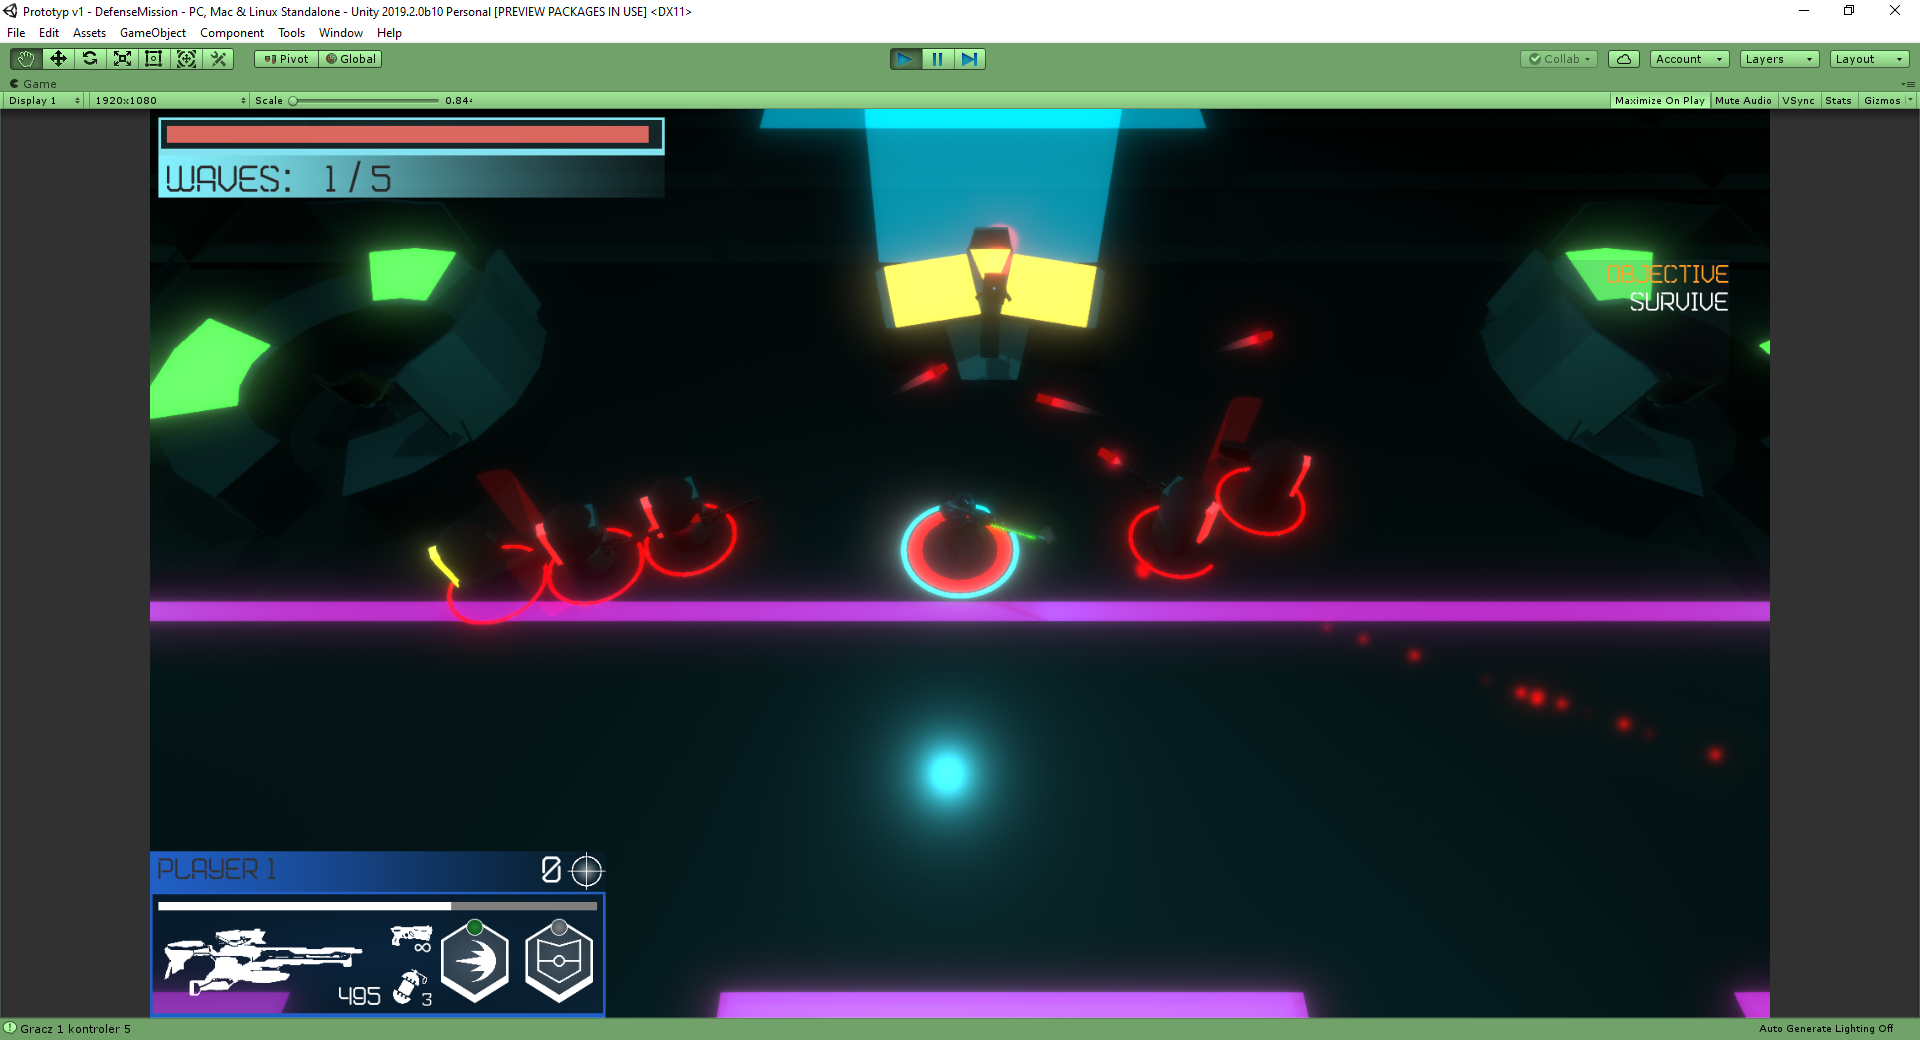 Prototyp v1 - DefenseMission - PC, Mac & Linux Standalone - Unity 2019.2.0b10 Personal [PREVIEW PACKAGES IN USE] <DX11>
File Edit Assets GameObject Component Tools Window Help
Pivot Global Collab Account Layers Layout
Game
Display 1 1920x1080 Scale 0.84 Maximize On Play Mute Audio VSync Stats Gizmos
WAVES: 1 / 5
OBJECTIVE
SURVIVE
PLAYER 1 0
∞
495 3
Gracz 1 kontroler 5 Auto Generate Lighting Off